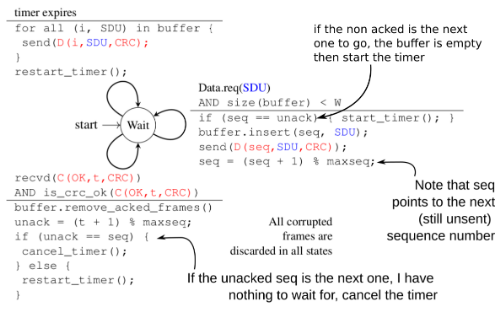 timer expires
for all (i, SDU) in buffer {
send(D(i,SDU,CRC);
}
restart_timer();
if the non acked is the next
one to go, the buffer is empty
then start the timer
Data.req(SDU)
AND size(buffer) < W
if (seq == unack) { start_timer(); }
buffer.insert(seq, SDU);
send(D(seq,SDU,CRC));
seq = (seq + 1) % maxseq;
start
Wait
Note that seq
points to the next
(still unsent)
sequence number
recvd(C(OK,t,CRC))
AND is_crc_ok(C(OK,t,CRC))
buffer.remove_acked_frames()
unack = (t + 1) % maxseq;
if (unack == seq) {
cancel_timer();
} else {
restart_timer();
}
All corrupted
frames are
discarded in all states
If the unacked seq is the next one, I have
nothing to wait for, cancel the timer